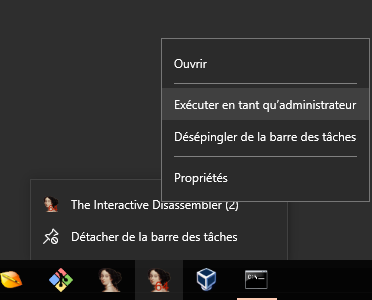 Ouvrir
Exécuter en tant qu’administrateur
Désépingler de la barre des tâches
Propriétés
The Interactive Disassembler (2)
Détacher de la barre des tâches